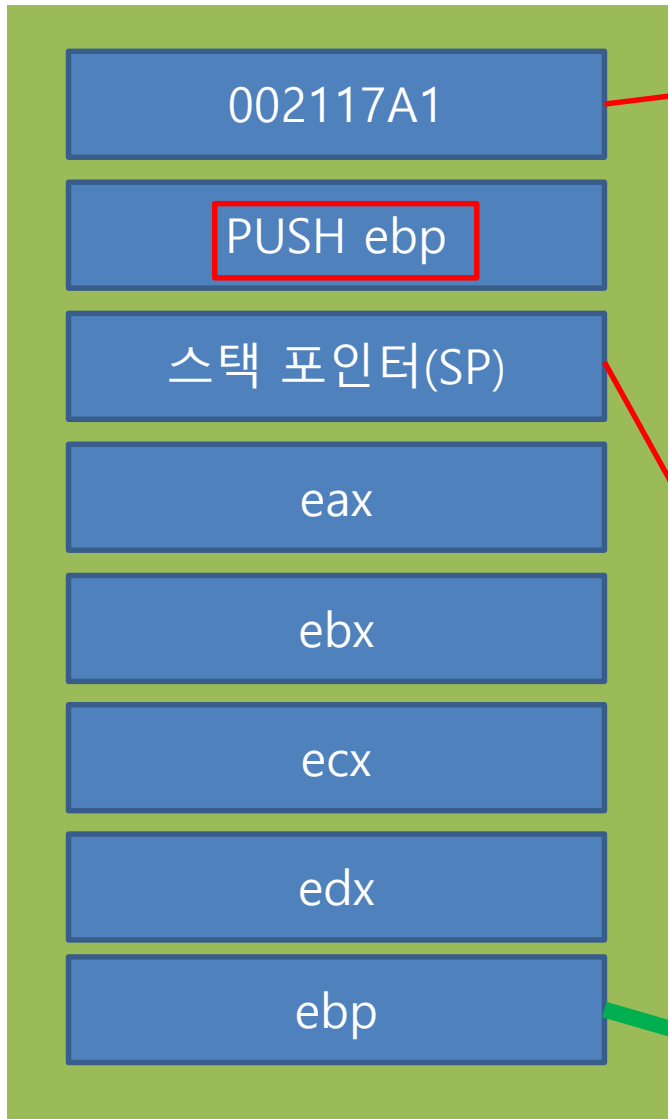 002117A1
PUSH ebp
스택 포인터(SP)
eax
ebx
ecx
edx
ebp